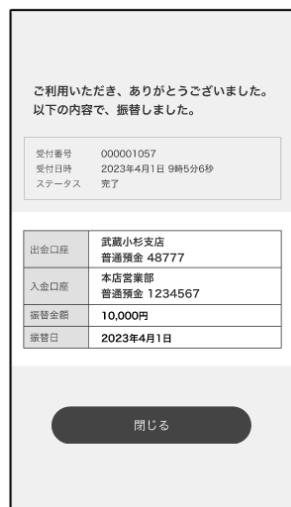 ご利用いただき、ありがとうございました。
以下の内容で、振替しました。
受付番号 000001057
受付日時 2023年4月1日 9時5分6秒
ステータス 完了
出金口座 武蔵小杉支店
普通預金 48777
入金口座 本店営業部
普通預金 1234567
振替金額 10,000円
振替日 2023年4月1日
閉じる